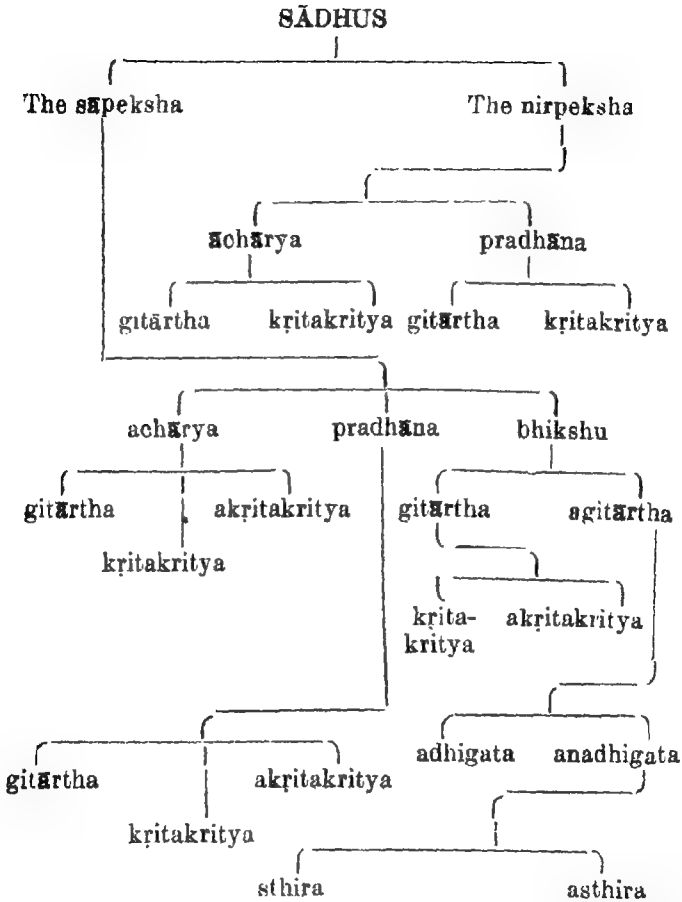 SĀDHUS
The sāpeksha The nirpeksha
āchārya pradhāna
gitārtha kṛitakritya gitārtha kṛitakritya
achārya pradhāna bhikshu
gitārtha akṛitakritya gitārtha agitārtha
kṛitakritya
kṛita- akṛitakritya
kritya
adhigata anadhigata
gitārtha akṛitakritya
kṛitakritya
sthira asthira